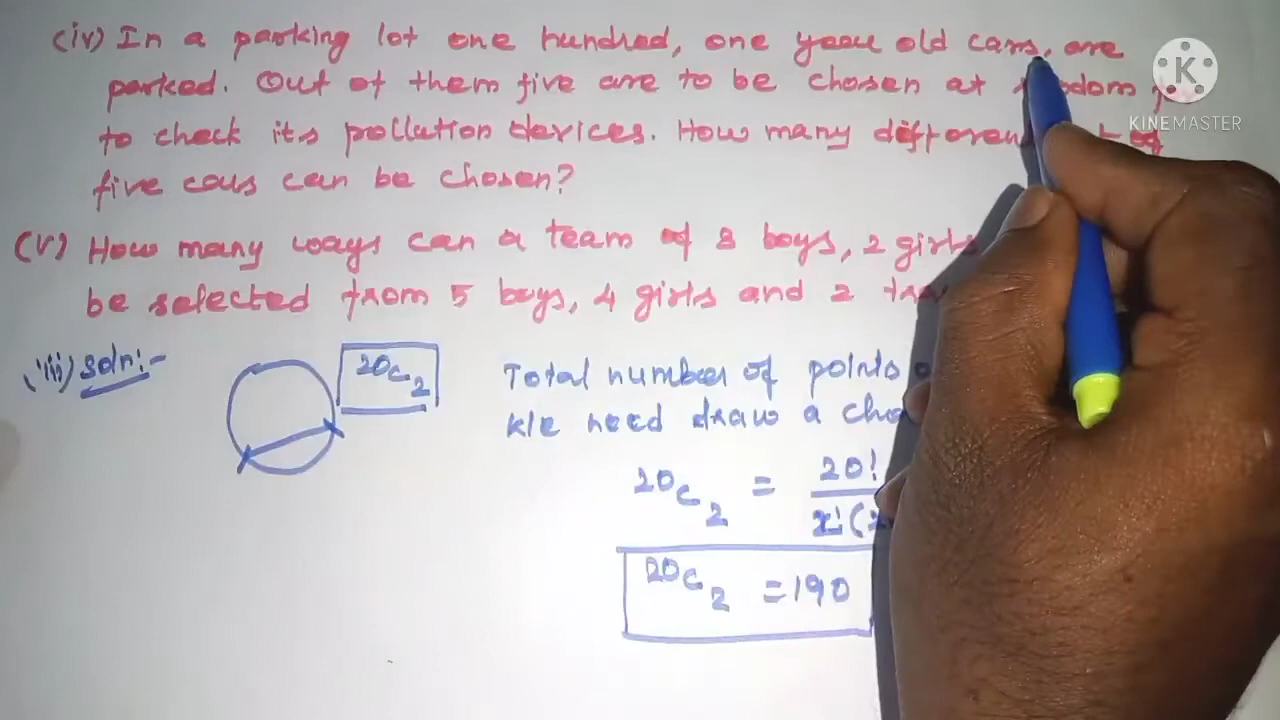 (iv) In a parking lot one hundred, one year old cars, are
parked. Out of them five are to be chosen at
to check its pollution devices. How many different
five cars can be chosen?
(v) How many ways can a team of 3 boys, 2 girls
be selected from 5 boys, 4 girls and 2
(iii) soln:-
20C2
Total number of points
need draw a
20C2 = 20!
20C2 = 190
KINEMASTER